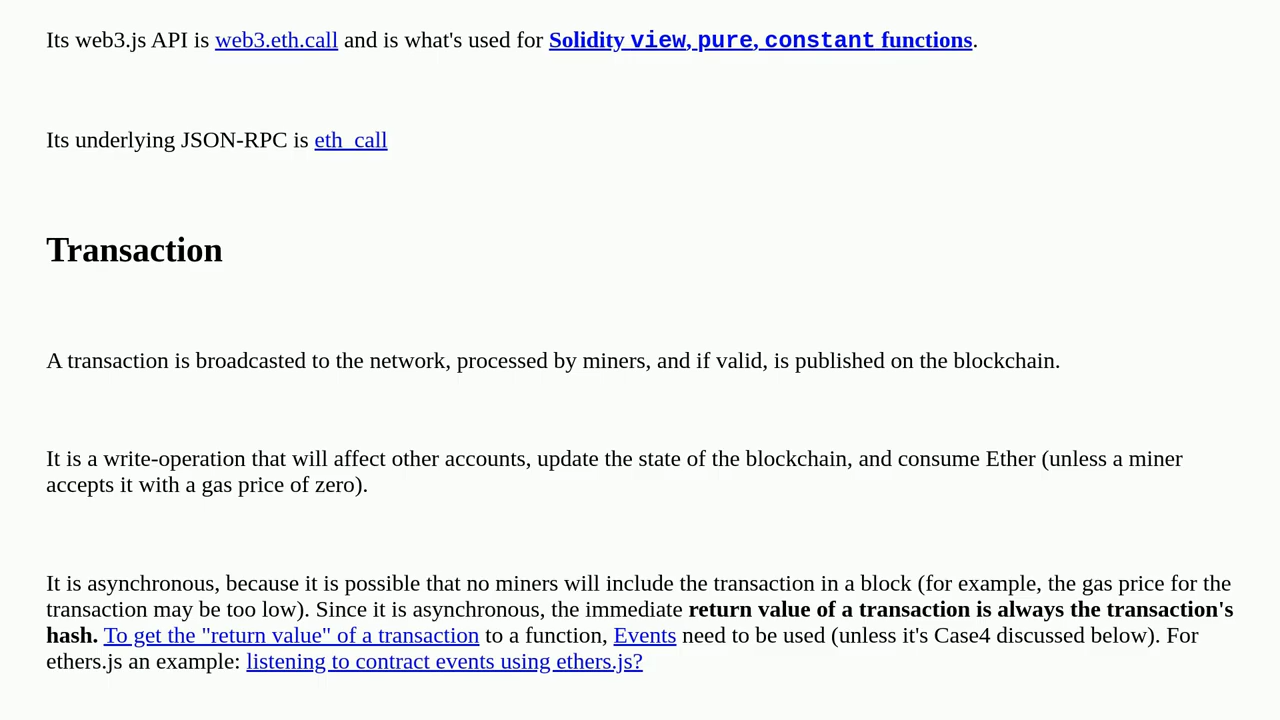 Its web3.js API is web3.eth.call and is what's used for Solidity view, pure, constant functions.
Its underlying JSON-RPC is eth_call
Transaction
A transaction is broadcasted to the network, processed by miners, and if valid, is published on the blockchain.
It is a write-operation that will affect other accounts, update the state of the blockchain, and consume Ether (unless a miner
accepts it with a gas price of zero).
It is asynchronous, because it is possible that no miners will include the transaction in a block (for example, the gas price for the
transaction may be too low). Since it is asynchronous, the immediate return value of a transaction is always the transaction's
hash. To get the "return value" of a transaction to a function, Events need to be used (unless it's Case4 discussed below). For
ethers.js an example: listening to contract events using ethers.js?